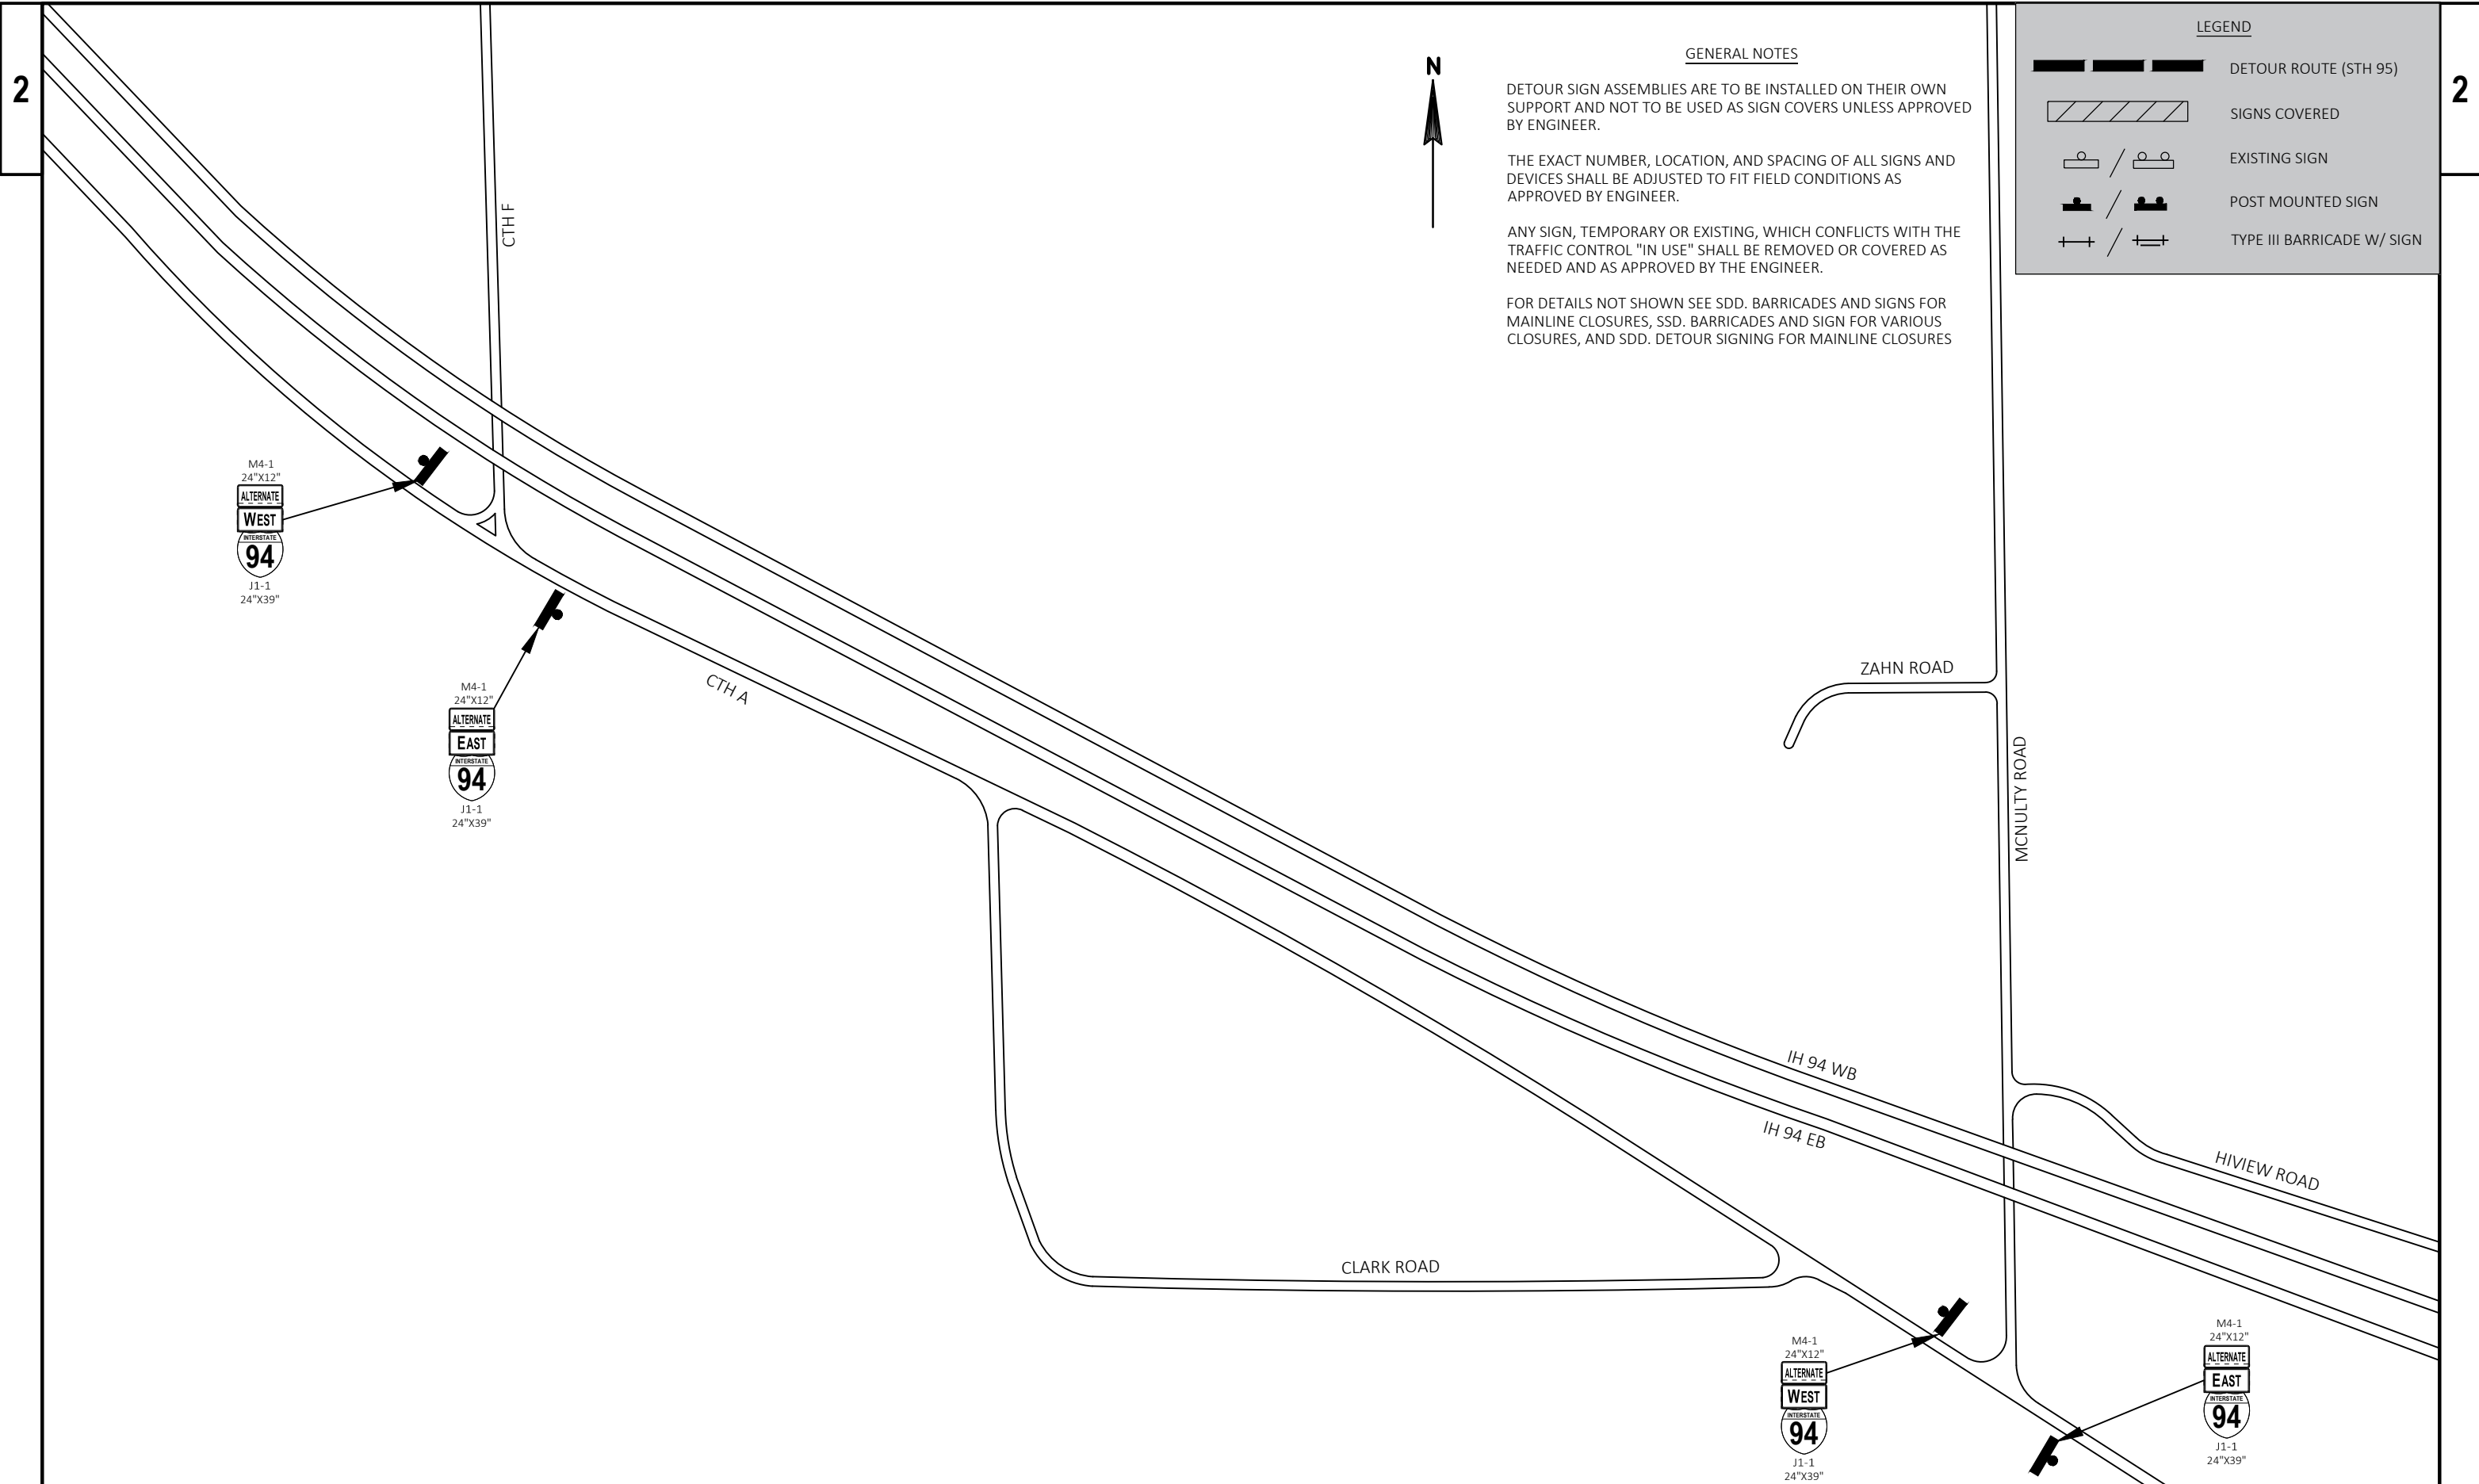 2
2
LEGEND
DETOUR ROUTE (STH 95)
SIGNS COVERED
EXISTING SIGN
POST MOUNTED SIGN
TYPE III BARRICADE W/ SIGN
N
GENERAL NOTES
DETOUR SIGN ASSEMBLIES ARE TO BE INSTALLED ON THEIR OWN
SUPPORT AND NOT TO BE USED AS SIGN COVERS UNLESS APPROVED
BY ENGINEER.
THE EXACT NUMBER, LOCATION, AND SPACING OF ALL SIGNS AND
DEVICES SHALL BE ADJUSTED TO FIT FIELD CONDITIONS AS
APPROVED BY ENGINEER.
ANY SIGN, TEMPORARY OR EXISTING, WHICH CONFLICTS WITH THE
TRAFFIC CONTROL "IN USE" SHALL BE REMOVED OR COVERED AS
NEEDED AND AS APPROVED BY THE ENGINEER.
FOR DETAILS NOT SHOWN SEE SDD. BARRICADES AND SIGNS FOR
MAINLINE CLOSURES, SSD. BARRICADES AND SIGN FOR VARIOUS
CLOSURES, AND SDD. DETOUR SIGNING FOR MAINLINE CLOSURES
CTH F
M4-1
24"X12"
ALTERNATE
WEST
INTERSTATE
94
J1-1
24"X39"
M4-1
24"X12"
ALTERNATE
EAST
INTERSTATE
94
J1-1
24"X39"
CTH A
ZAHN ROAD
MCNULTY ROAD
IH 94 WB
IH 94 EB
HIVIEW ROAD
CLARK ROAD
M4-1
24"X12"
ALTERNATE
WEST
INTERSTATE
94
J1-1
24"X39"
M4-1
24"X12"
ALTERNATE
EAST
INTERSTATE
94
J1-1
24"X39"